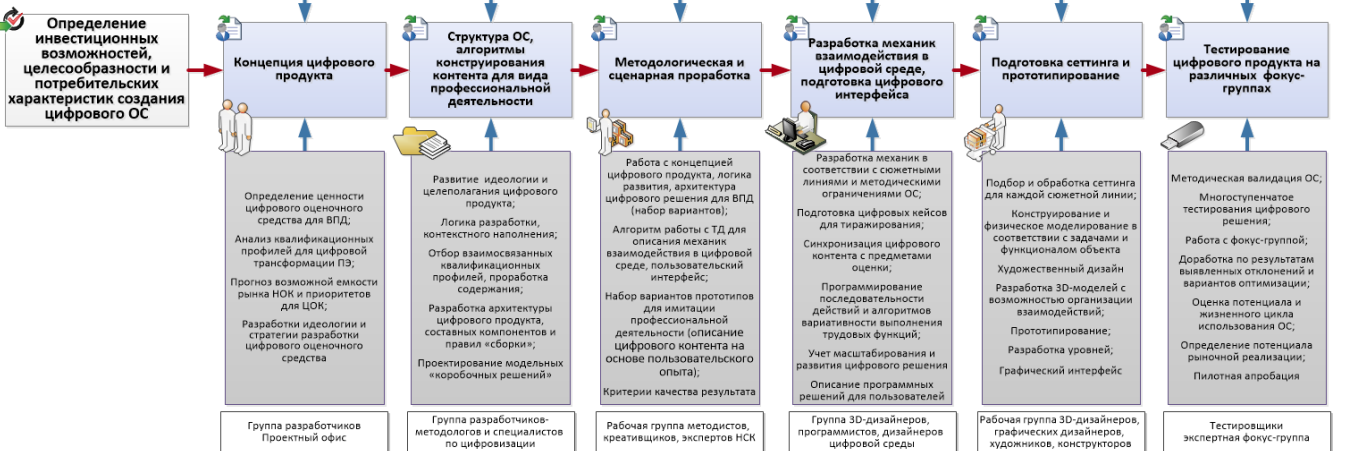 Определение
инвестиционных
возможностей,
целесообразности и
потребительских
характеристик создания
цифрового ОС
Концепция цифрового
продукта
Структура ОС,
алгоритмы
конструирования
контента для вида
профессиональной
деятельности
Методологическая и
сценарная проработка
Разработка механик
взаимодействия в
цифровой среде,
подготовка цифрового
интерфейса
Подготовка сеттинга и
прототипирование
Тестирование
цифрового продукта на
различных фокус-
группах
Определение ценности
цифрового оценочного
средства для ВПД;
Анализ квалификационных
профилей для цифровой
трансформации ПЭ;
Прогноз возможной емкости
рынка НОК и приоритетов
для ЦОК;
Разработки идеологии и
стратегии разработки
цифрового оценочного
средства
Развитие идеологии и
целеполагания цифрового
продукта;
Логика разработки,
контекстного наполнения;
Отбор взаимосвязанных
квалификационных
профилей, проработка
содержания;
Разработка архитектуры
цифрового продукта,
составных компонентов и
правил «сборки»;
Проектирование модельных
«коробочных решений»
Работа с концепцией
цифрового продукта, логика
развития, архитектура
цифрового решения для ВПД
(набор вариантов);
Алгоритм работы с ТД для
описания механик
взаимодействия в цифровой
среде, пользовательский
интерфейс;
Набор вариантов прототипов
для имитации
профессиональной
деятельности (описание
цифрового контента на
основе пользовательского
опыта);
Критерии качества результата
Разработка механик в
соответствии с сюжетными
линиями и методическими
ограничениями ОС;
Подготовка цифровых кейсов
для тиражирования;
Синхронизация цифрового
контента с предметами
оценки;
Программирование
последовательности
действий и алгоритмов
вариативности выполнения
трудовых функций;
Учет масштабирования и
развития цифрового решения
Описание программных
решений для пользователей
Подбор и обработка сеттинга
для каждой сюжетной линии;
Конструирование и
физическое моделирование в
соответствии с задачами и
функционалом объекта
Художественный дизайн
Разработка 3D-моделей с
возможностью организации
взаимодействий;
Прототипирование;
Разработка уровней;
Графический интерфейс
Методическая валидация ОС;
Многоступенчатое
тестирования цифрового
решения;
Работа с фокус-группой;
Доработка по результатам
выявленных отклонений и
вариантов оптимизации;
Оценка потенциала и
жизненного цикла
использования ОС;
Определение потенциала
рыночной реализации;
Пилотная апробация
Группа разработчиков
Проектный офис
Группа разработчиков-
методологов и специалистов
по цифровизации
Рабочая группа методистов,
креативщиков, экспертов НСК
Группа 3D-дизайнеров,
программистов, дизайнеров
цифровой среды
Рабочая группа 3D-дизайнеров,
графических дизайнеров,
художников, конструкторов
Тестировщики
экспертная фокус-группа